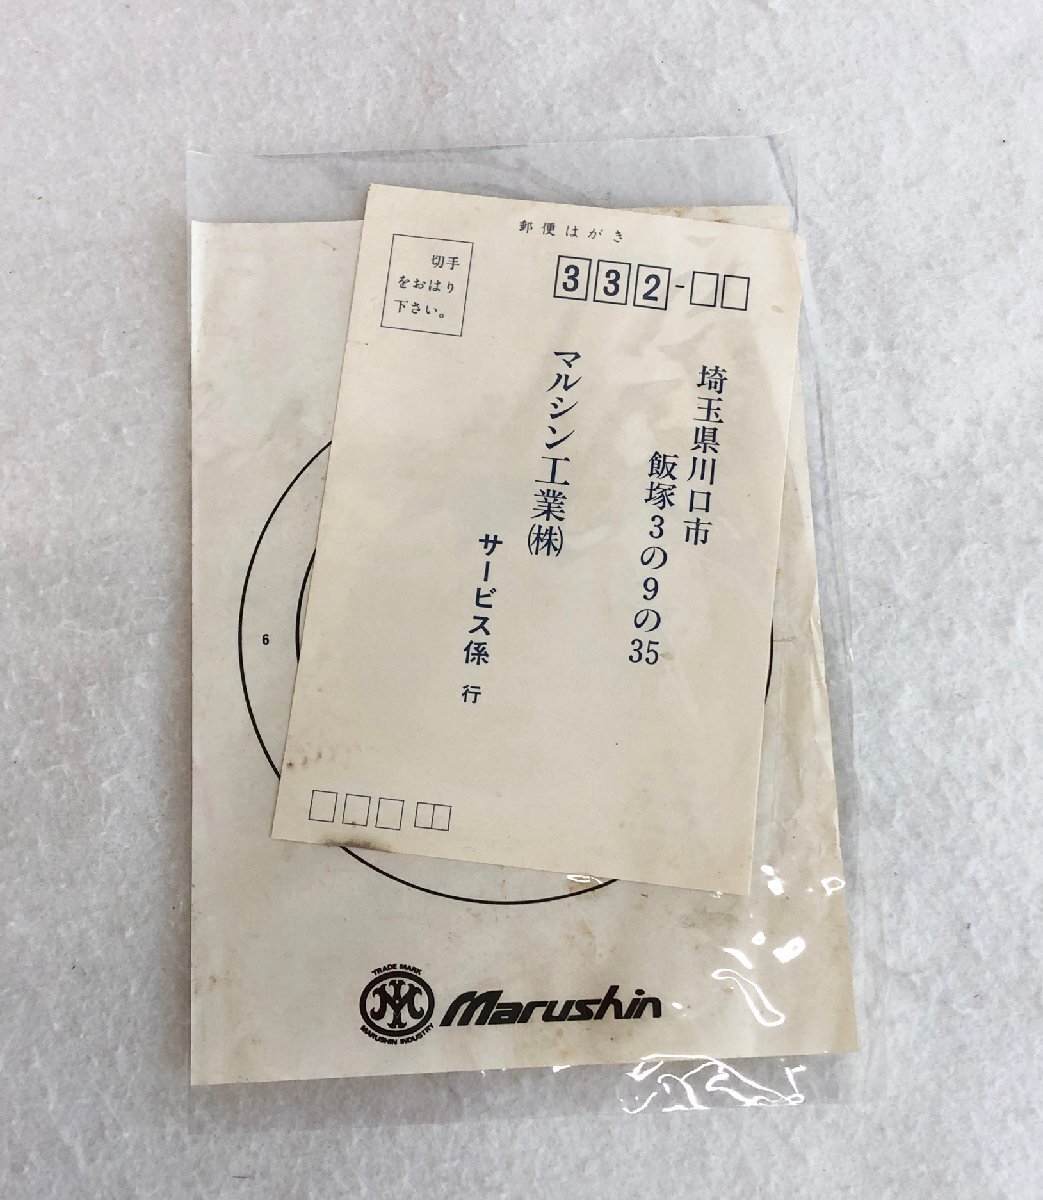 郵便はがき
切手
をおはり
下さい。
332-
埼玉県川口市
飯塚3の9の35
マルシン工業㈱
サービス係 行
6
TRADE MARK
MARUSHIN INDUSTRY
Marushin